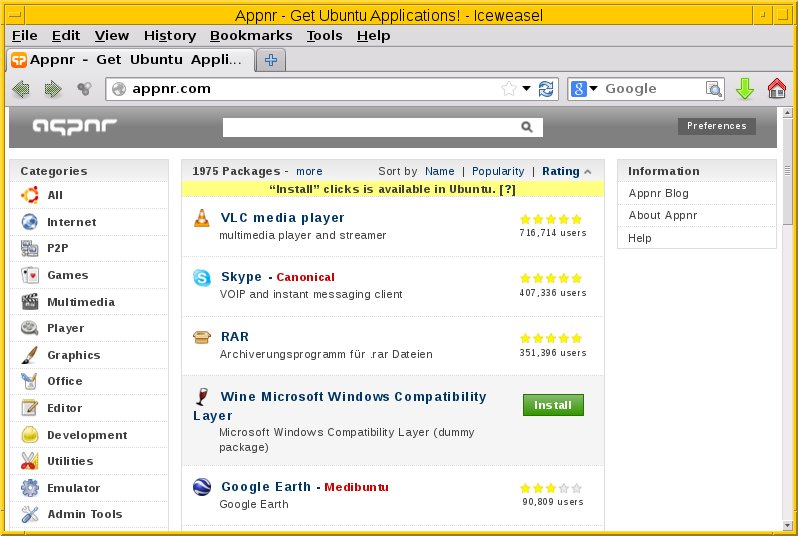 Appnr - Get Ubuntu Applications! - Iceweasel
File Edit View History Bookmarks Tools Help
Appnr - Get Ubuntu Appli...
appnr.com
Google
appnr
Preferences
Categories
All
Internet
P2P
Games
Multimedia
Player
Graphics
Office
Editor
Development
Utilities
Emulator
Admin Tools
1975 Packages - more Sort by Name | Popularity | Rating
“Install” clicks is available in Ubuntu. [?]
VLC media player
multimedia player and streamer
716,714 users
Skype - Canonical
VOIP and instant messaging client
407,336 users
RAR
Archiverungsprogramm für .rar Dateien
351,396 users
Wine Microsoft Windows Compatibility
Layer
Microsoft Windows Compatibility Layer (dummy
package)
Install
Google Earth - Medibuntu
Google Earth
90,809 users
Information
Appnr Blog
About Appnr
Help